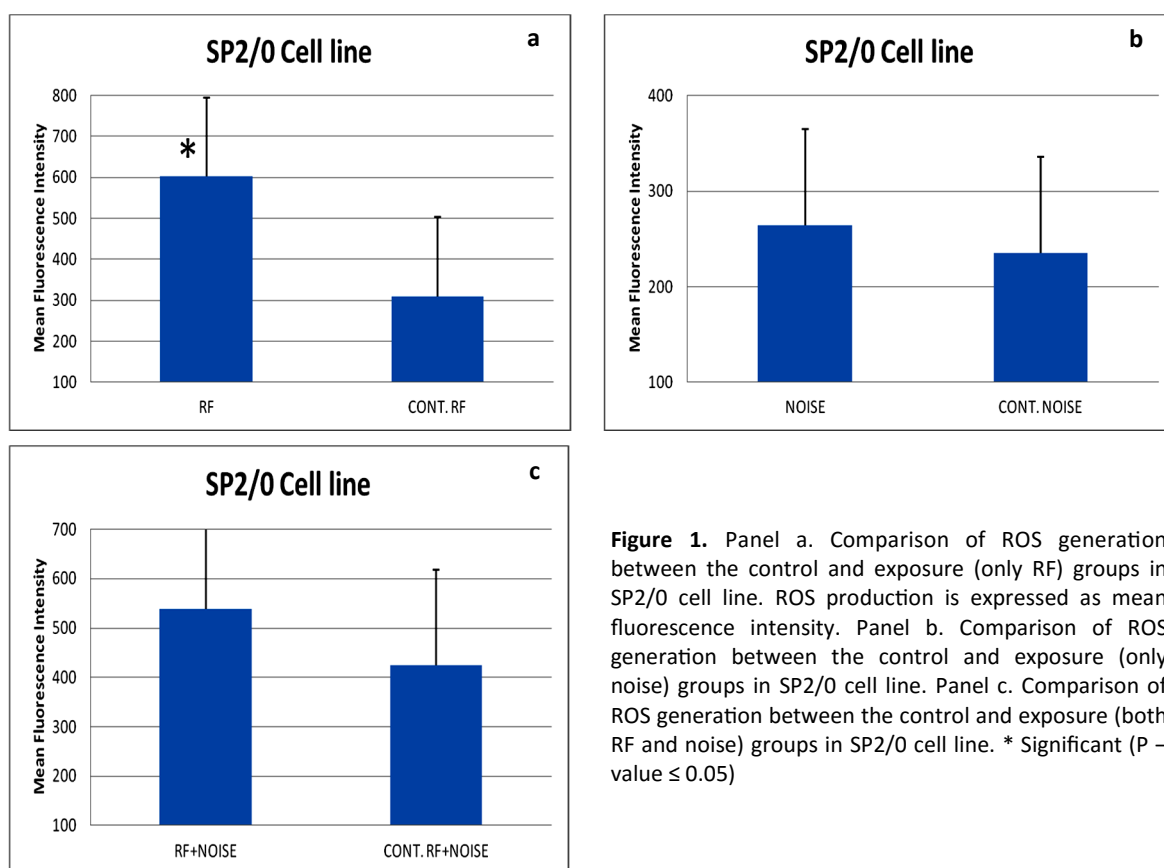 a
SP2/0 Cell line
Mean Fluorescence Intensity
800
700
600
500
400
300
200
100
*
RF
CONT. RF
b
SP2/0 Cell line
Mean Fluorescence Intensity
400
300
200
100
NOISE
CONT. NOISE
c
SP2/0 Cell line
Mean Fluorescence Intensity
700
600
500
400
300
200
100
RF+NOISE
CONT. RF+NOISE
Figure 1. Panel a. Comparison of ROS generation
between the control and exposure (only RF) groups in
SP2/0 cell line. ROS production is expressed as mean
fluorescence intensity. Panel b. Comparison of ROS
generation between the control and exposure (only
noise) groups in SP2/0 cell line. Panel c. Comparison of
ROS generation between the control and exposure (both
RF and noise) groups in SP2/0 cell line. * Significant (P –
value ≤ 0.05)